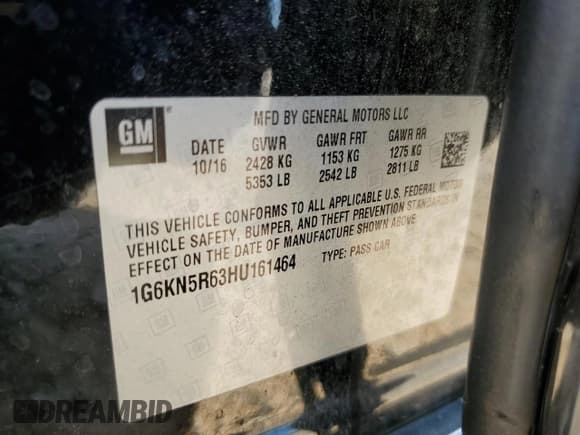 GM
MFD BY GENERAL MOTORS LLC
DATE GVWR GAWR FRT GAWR RR
10/16 2428 KG 1153 KG 1275 KG
5353 LB 2542 LB 2811 LB
THIS VEHICLE CONFORMS TO ALL APPLICABLE U.S. FEDERAL MOTOR
VEHICLE SAFETY, BUMPER, AND THEFT PREVENTION STANDARDS IN
EFFECT ON THE DATE OF MANUFACTURE SHOWN ABOVE.
1G6KN5R63HU161464 TYPE: PASS CAR
DREAMBID